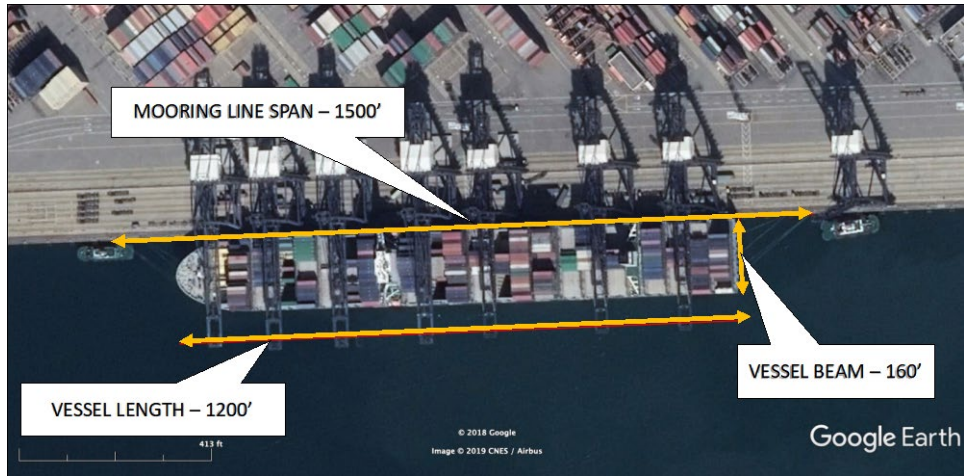 MOORING LINE SPAN – 1500’
VESSEL BEAM – 160’
VESSEL LENGTH – 1200’
413 ft
© 2018 Google
Image © 2019 CNES / Airbus
Google Earth